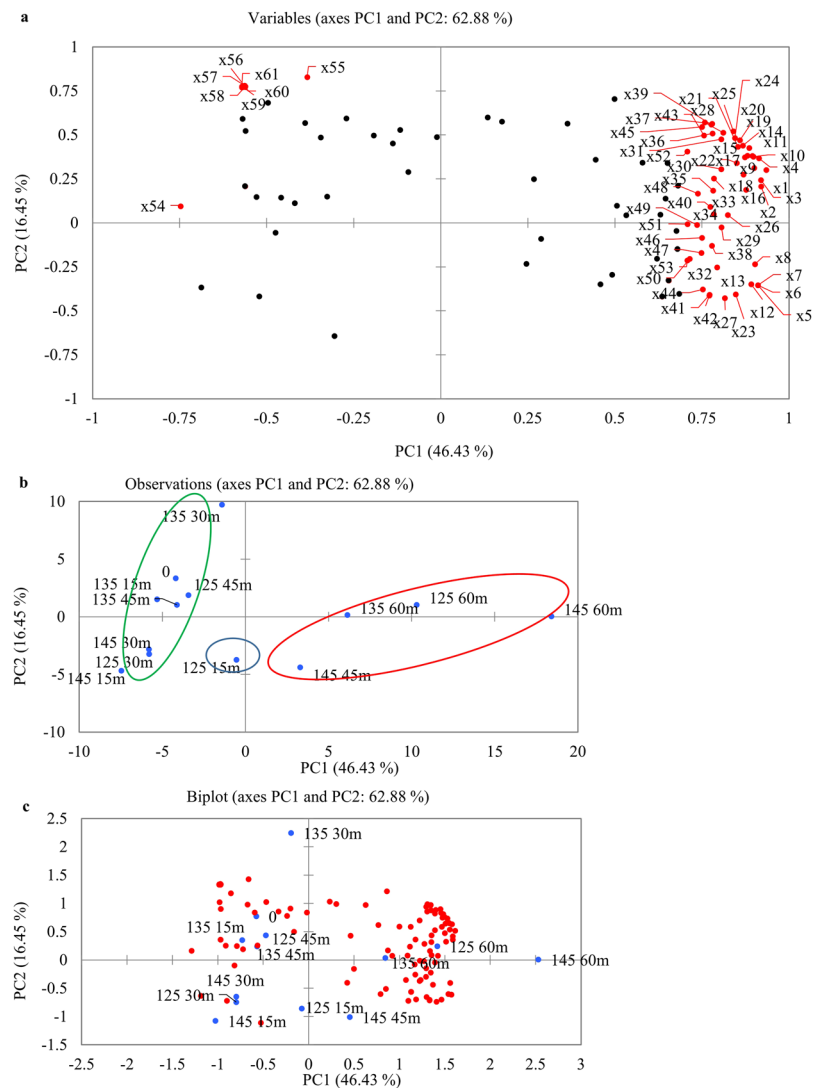 a
Variables (axes PC1 and PC2: 62.88 %)
1
0.75
0.5
0.25
0
-0.25
-0.5
-0.75
-1
-1
-0.75
-0.5
-0.25
0
0.25
0.5
0.75
1
PC2 (16.45 %)
PC1 (46.43 %)
x56
x57
x61
x58
x60
x59
x55
x54
x24
x25
x21
x39
x28
x20
x43
x37
x19
x45
x14
x36
x15
x11
x31
x52
x10
x22
x17
x30
x9
x4
x35
x18
x1
x48
x16
x3
x40
x33
x49
x2
x34
x51
x26
x46
x29
x47
x38
x8
x53
x32
x7
x50
x13
x44
x6
x12
x5
x41
x42
x27
x23
b
Observations (axes PC1 and PC2: 62.88 %)
10
5
0
-5
-10
-10
-5
0
5
10
15
20
PC2 (16.45 %)
PC1 (46.43 %)
135 30m
0
135 15m
125 45m
135 45m
145 30m
125 30m
145 15m
125 15m
135 60m
125 60m
145 60m
145 45m
c
Biplot (axes PC1 and PC2: 62.88 %)
2.5
2
1.5
1
0.5
0
-0.5
-1
-1.5
-2.5
-2
-1.5
-1
-0.5
0
0.5
1
1.5
2
2.5
3
PC2 (16.45 %)
PC1 (46.43 %)
135 30m
0
135 15m
125 45m
135 45m
125 60m
135 60m
145 60m
145 30m
125 30m
125 15m
145 15m
145 45m